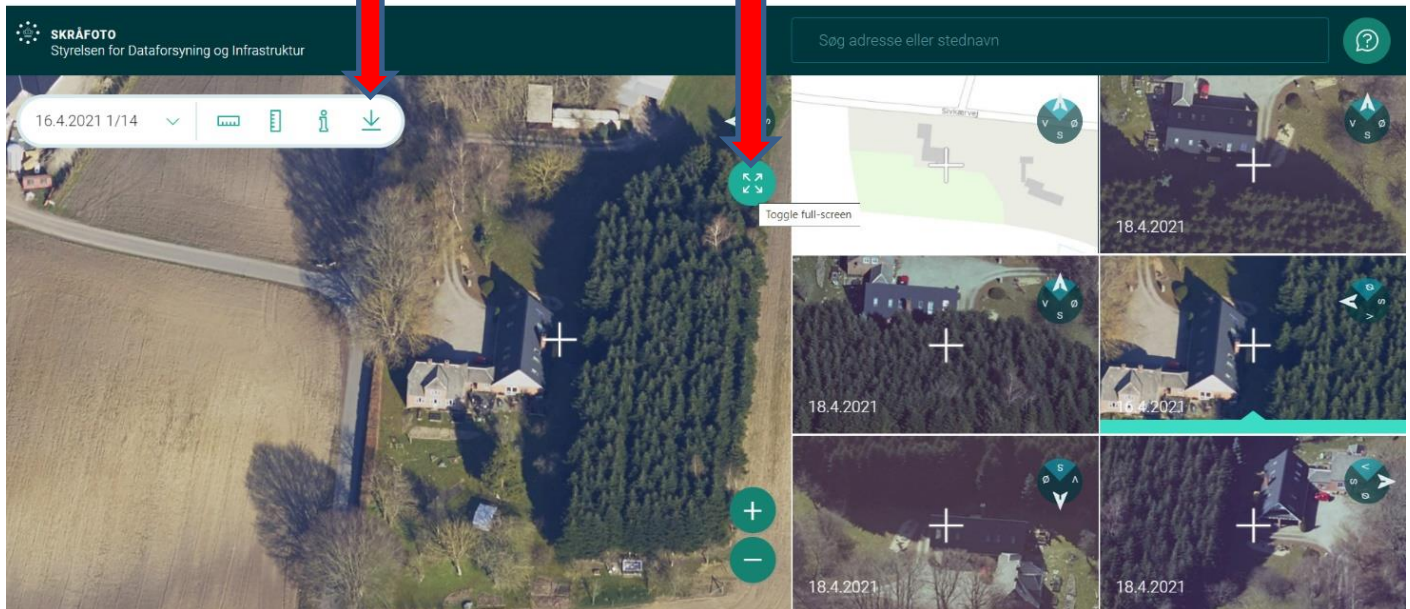 SKRÅFOTO
Styrelsen for Dataforsyning og Infrastruktur
Søg adresse eller stednavn
16.4.2021 1/14
Toggle full-screen
Sivkærvej
V Ø S
18.4.2021
V Ø S
18.4.2021
V Ø S
16.4.2021
Ø S V
18.4.2021
S Ø V
18.4.2021
V S Ø